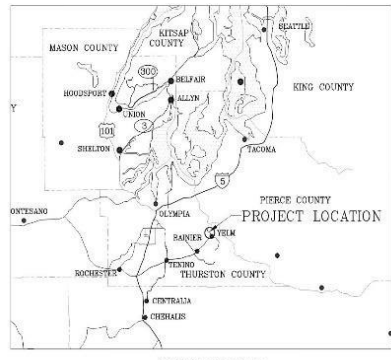 SEATTLE
KITSAP
COUNTY
MASON COUNTY
300
BELFAIR
KING COUNTY
HOODSPORT
ALLYN
UNION
101
3
SHELTON
TACOMA
5
PIERCE COUNTY
OLYMPIA
PROJECT LOCATION
ONTESANO
YELM
RAINIER
TENINO
THURSTON COUNTY
ROCHESTER
CENTRALIA
CHEHALIS